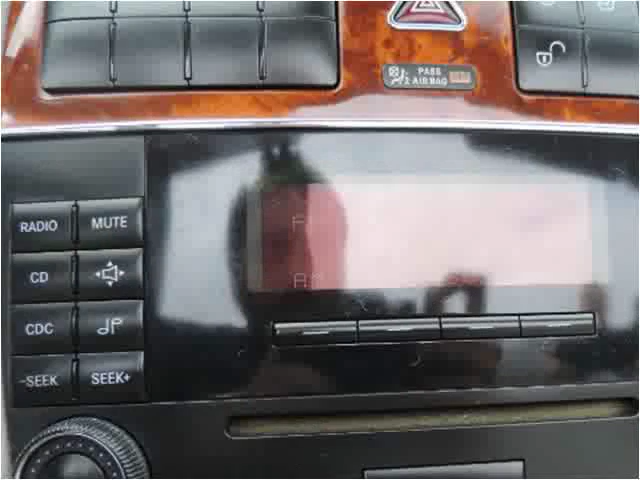 PASS
AIR BAG
RADIO MUTE
CD
CDC
-SEEK SEEK+